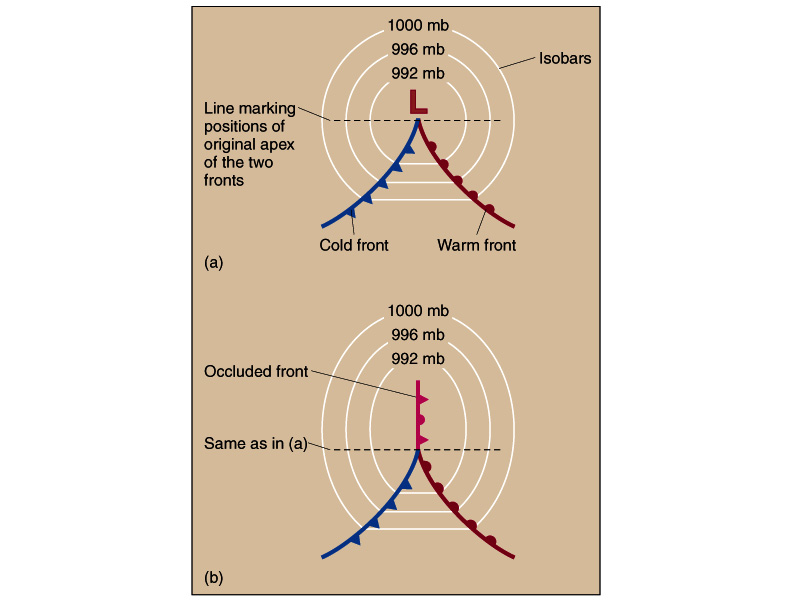 1000 mb
996 mb
992 mb
Isobars
L
Line marking
positions of
original apex
of the two
fronts
Cold front
Warm front
(a)
1000 mb
996 mb
992 mb
Occluded front
Same as in (a)
(b)